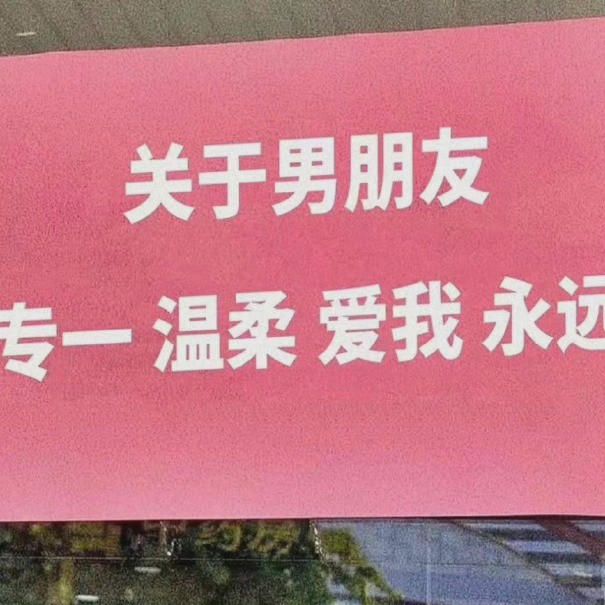 关于男朋友
专一 温柔 爱我 永远